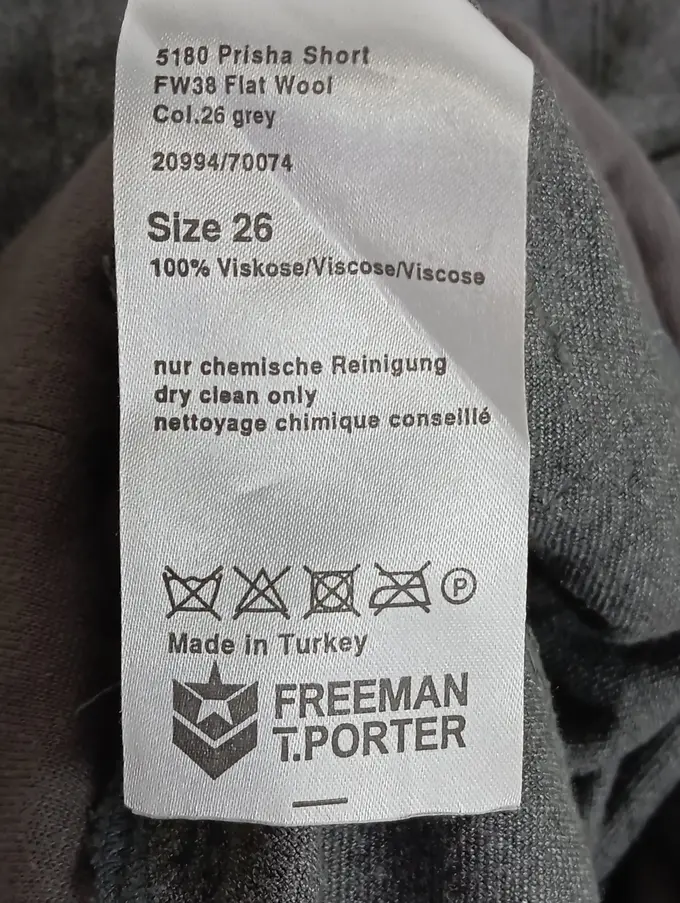 5180 Prisha Short
FW38 Flat Wool
Col.26 grey
20994/70074
Size 26
100% Viskose/Viscose/Viscose
nur chemische Reinigung
dry clean only
nettoyage chimique conseillé
P
Made in Turkey
FREEMAN
T.PORTER